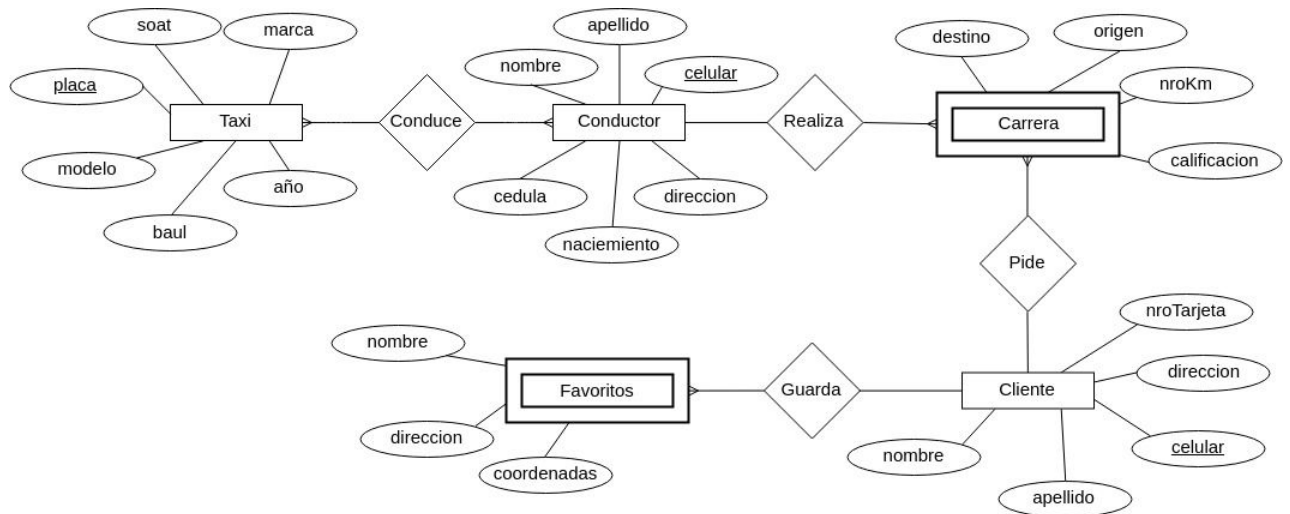 soat
marca
apellido
destino
origen
nombre
celular
placa
nroKm
Taxi
Conduce
Conductor
Realiza
Carrera
modelo
año
cedula
direccion
calificacion
baul
naciemiento
Pide
nroTarjeta
nombre
direccion
Favoritos
Guarda
Cliente
direccion
nombre
celular
coordenadas
apellido